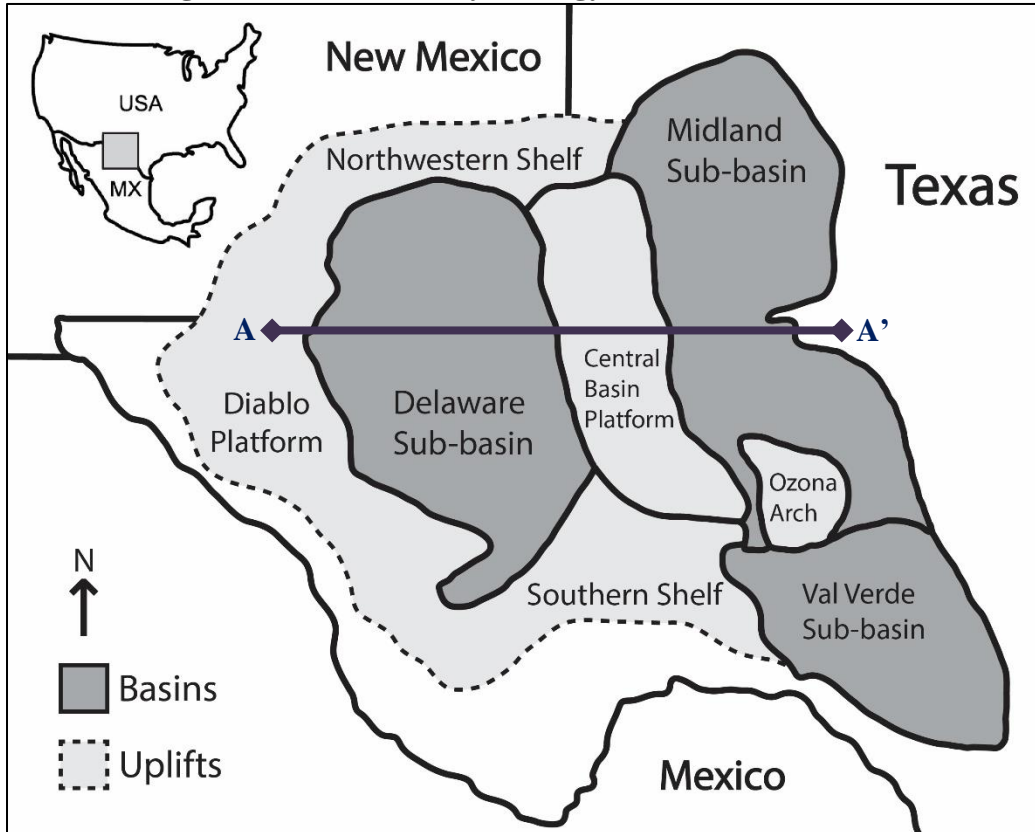 New Mexico
USA
MX
Northwestern Shelf
Midland
Sub-basin
Texas
A
A’
Central
Basin
Platform
Diablo
Platform
Delaware
Sub-basin
Ozona
Arch
N
Southern Shelf
Val Verde
Sub-basin
Basins
Uplifts
Mexico